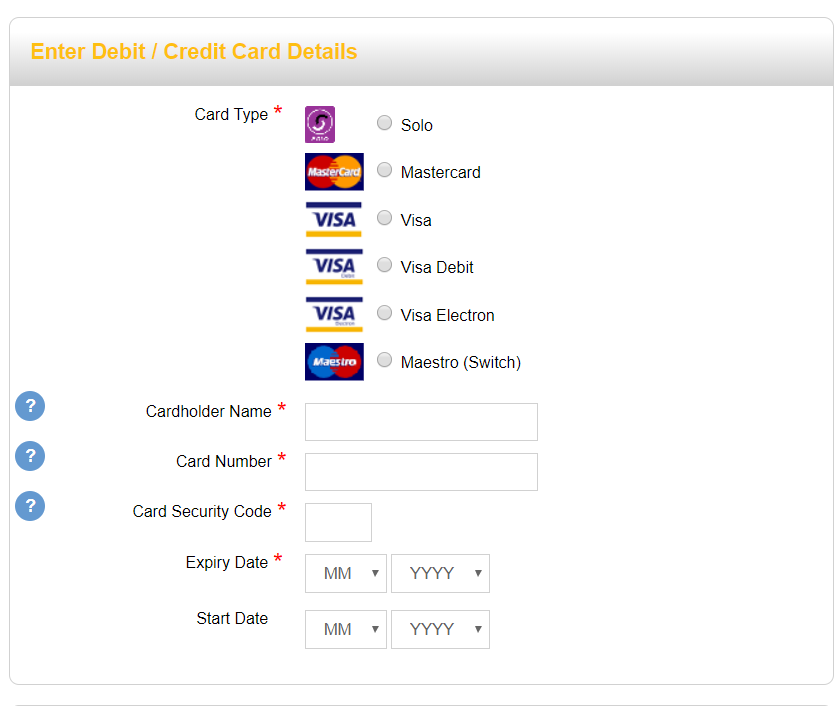 Enter Debit / Credit Card Details
Card Type *
SOLO
Solo
MasterCard
Mastercard
VISA
Visa
VISA
Debit
Visa Debit
VISA
Electron
Visa Electron
Maestro
Maestro (Switch)
?
Cardholder Name *
?
Card Number *
?
Card Security Code *
Expiry Date *
MM
YYYY
Start Date
MM
YYYY